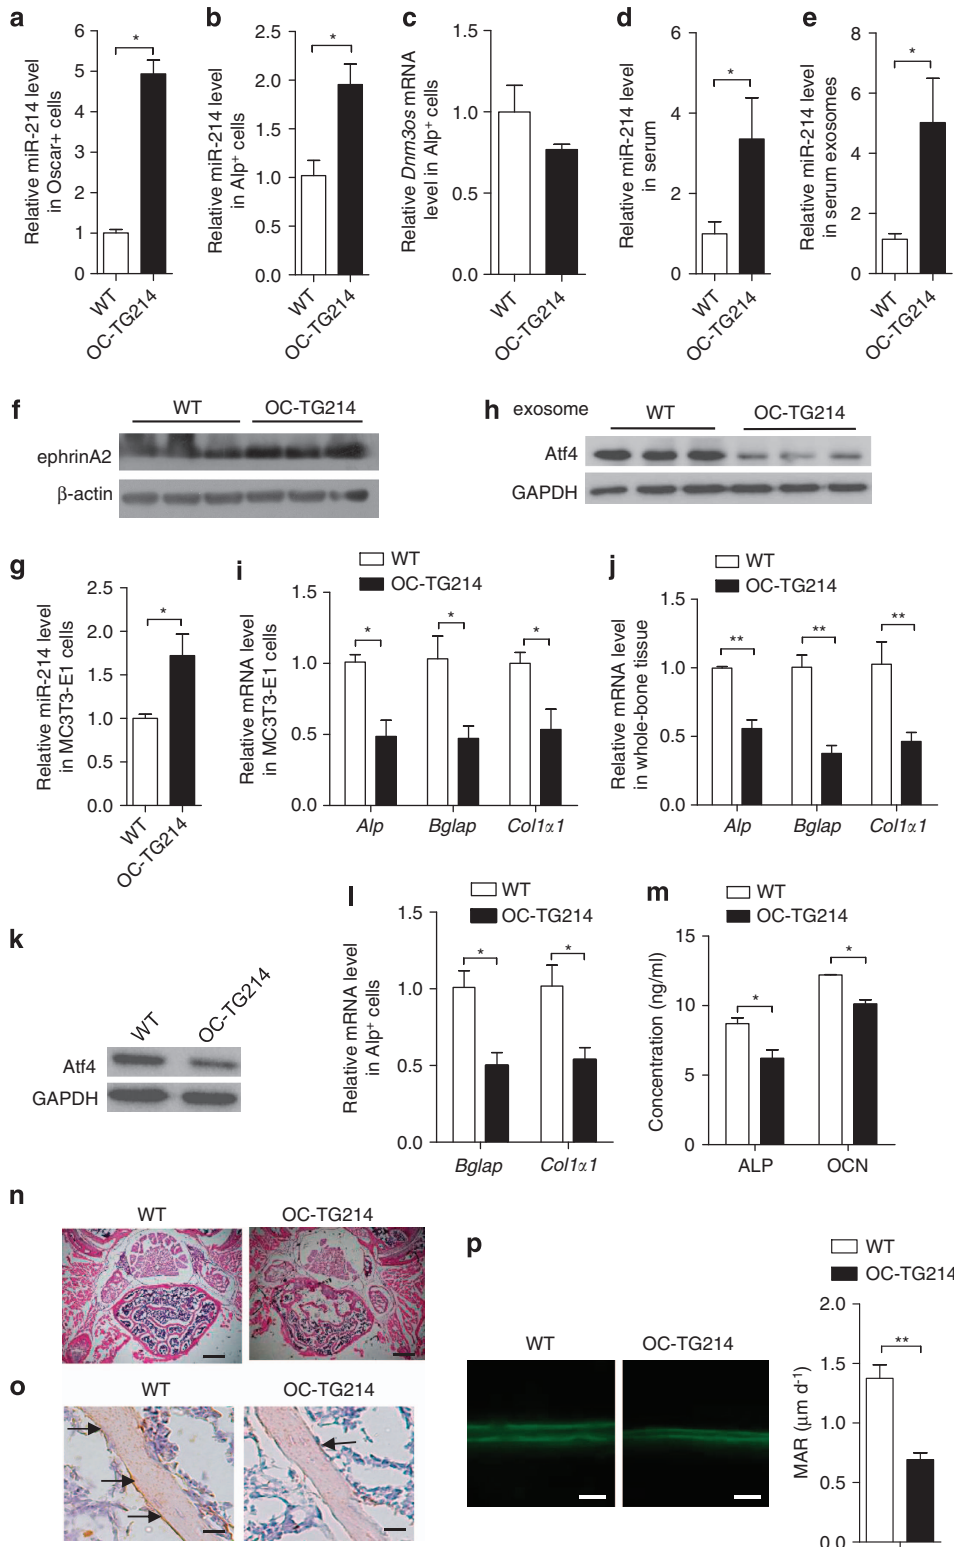 a
Relative miR-214 level
in Oscar+ cells
6
5
4
3
2
1
0
*
WT
OC-TG214
b
Relative miR-214 level
in Alp⁺ cells
2.5
2.0
1.5
1.0
0.5
0.0
*
WT
OC-TG214
c
Relative Dnm3os mRNA
level in Alp⁺ cells
1.5
1.0
0.5
0.0
WT
OC-TG214
d
Relative miR-214 level
in serum
6
4
2
0
*
WT
OC-TG214
e
Relative miR-214 level
in serum exosomes
8
6
4
2
0
*
WT
OC-TG214
f
WT OC-TG214
ephrinA2
β-actin
h
exosome WT OC-TG214
Atf4
GAPDH
g
Relative miR-214 level
in MC3T3-E1 cells
2.5
2.0
1.5
1.0
0.5
0.0
*
WT
OC-TG214
i
WT
OC-TG214
Relative mRNA level
in MC3T3-E1 cells
1.5
1.0
0.5
0.0
* * *
Alp Bglap Col1α1
j
WT
OC-TG214
Relative mRNA level
in whole-bone tissue
1.5
1.0
0.5
0.0
** ** **
Alp Bglap Col1α1
k
WT OC-TG214
Atf4
GAPDH
l
WT
OC-TG214
Relative mRNA level
in Alp⁺ cells
1.5
1.0
0.5
0.0
* *
Bglap Col1α1
m
WT
OC-TG214
Concentration (ng/ml)
15
10
5
0
* *
ALP OCN
n
WT OC-TG214
o
WT OC-TG214
p
WT OC-TG214
WT
OC-TG214
MAR (μm d⁻¹)
2.0
1.5
1.0
0.5
0.0
**